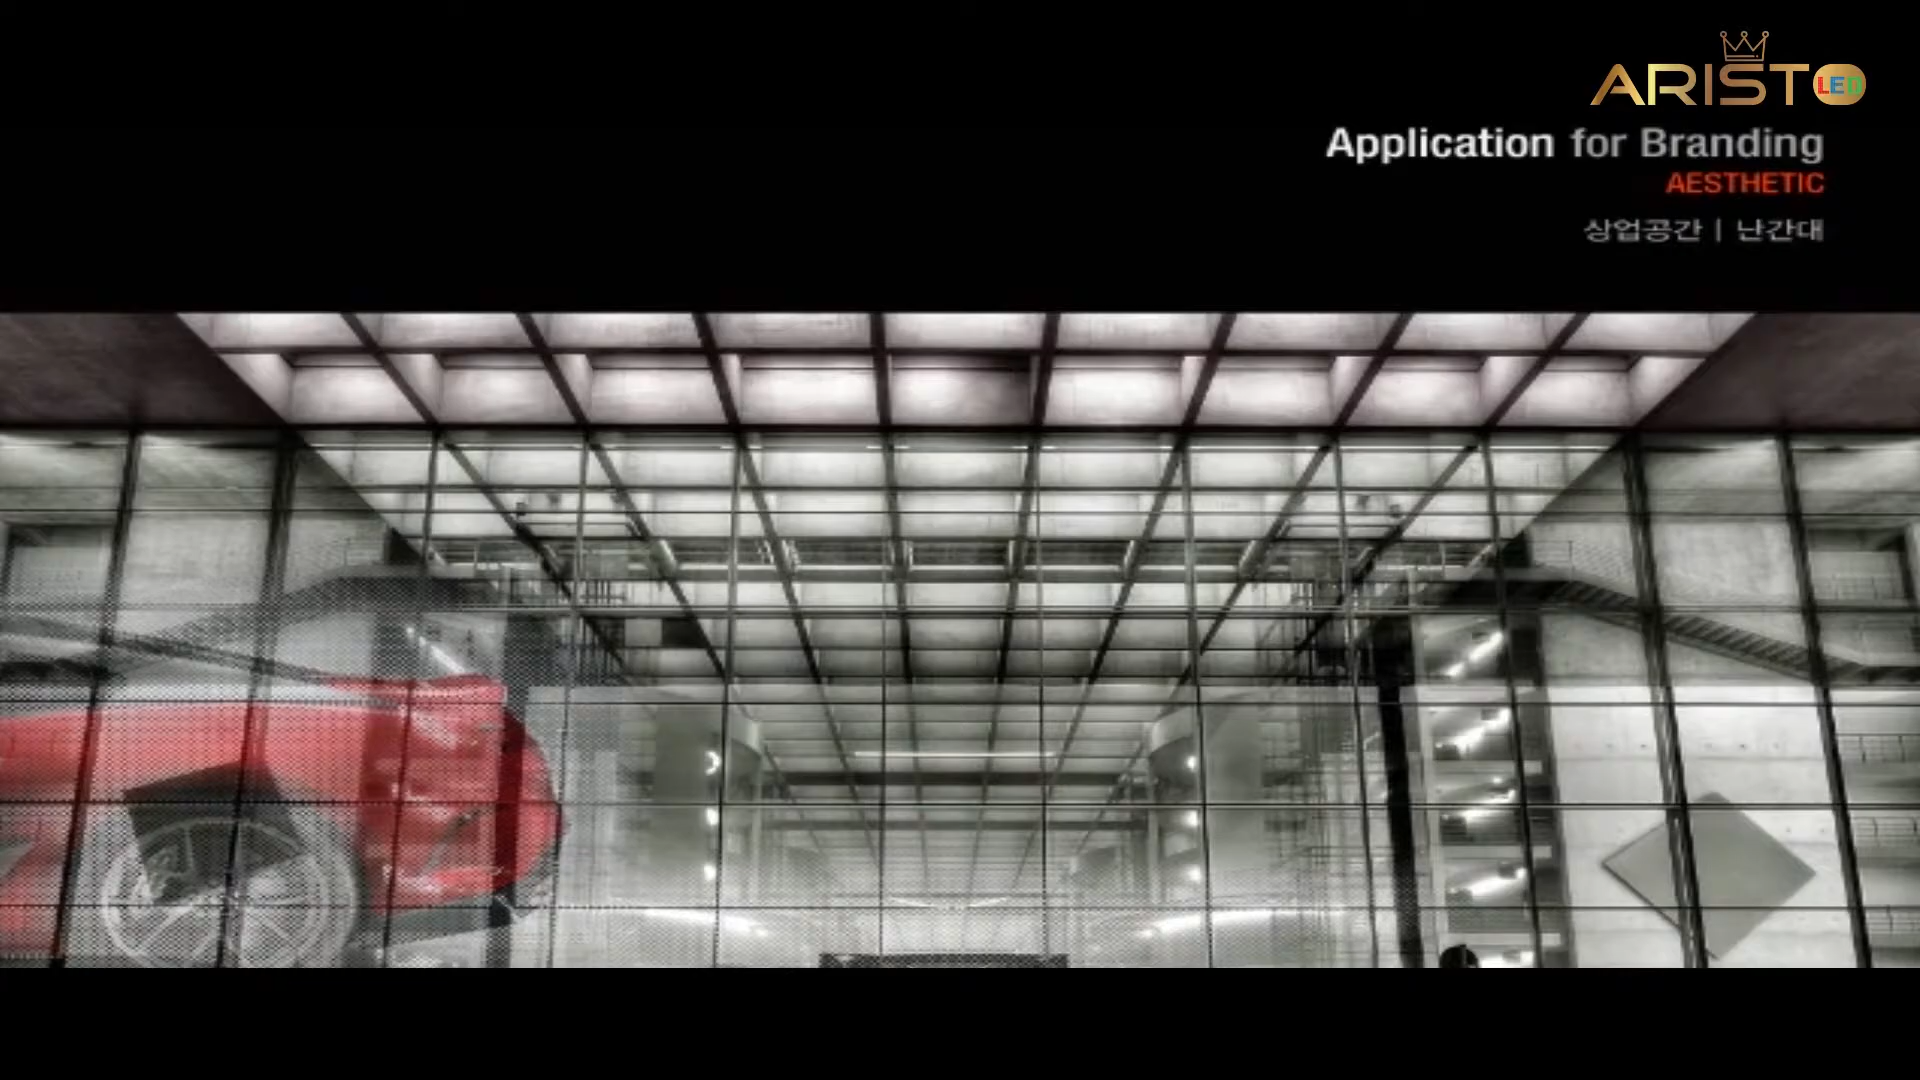 ARISTO LED
Application for Branding
AESTHETIC
상업공간 | 난간대